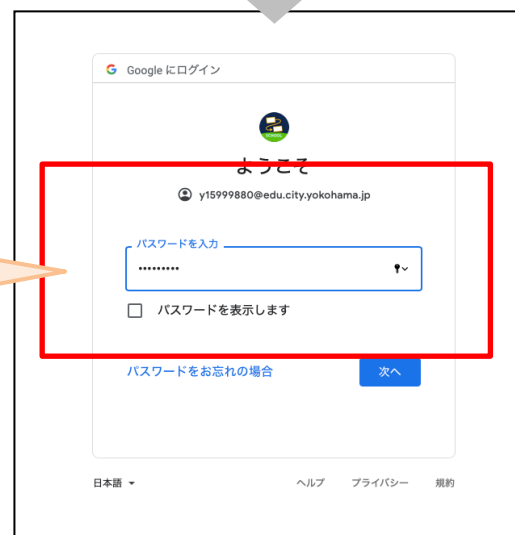 Google にログイン
ようこそ
y15999880@edu.city.yokohama.jp
パスワードを入力
•••••••••
パスワードを表示します
パスワードをお忘れの場合
次へ
日本語
ヘルプ プライバシー 規約